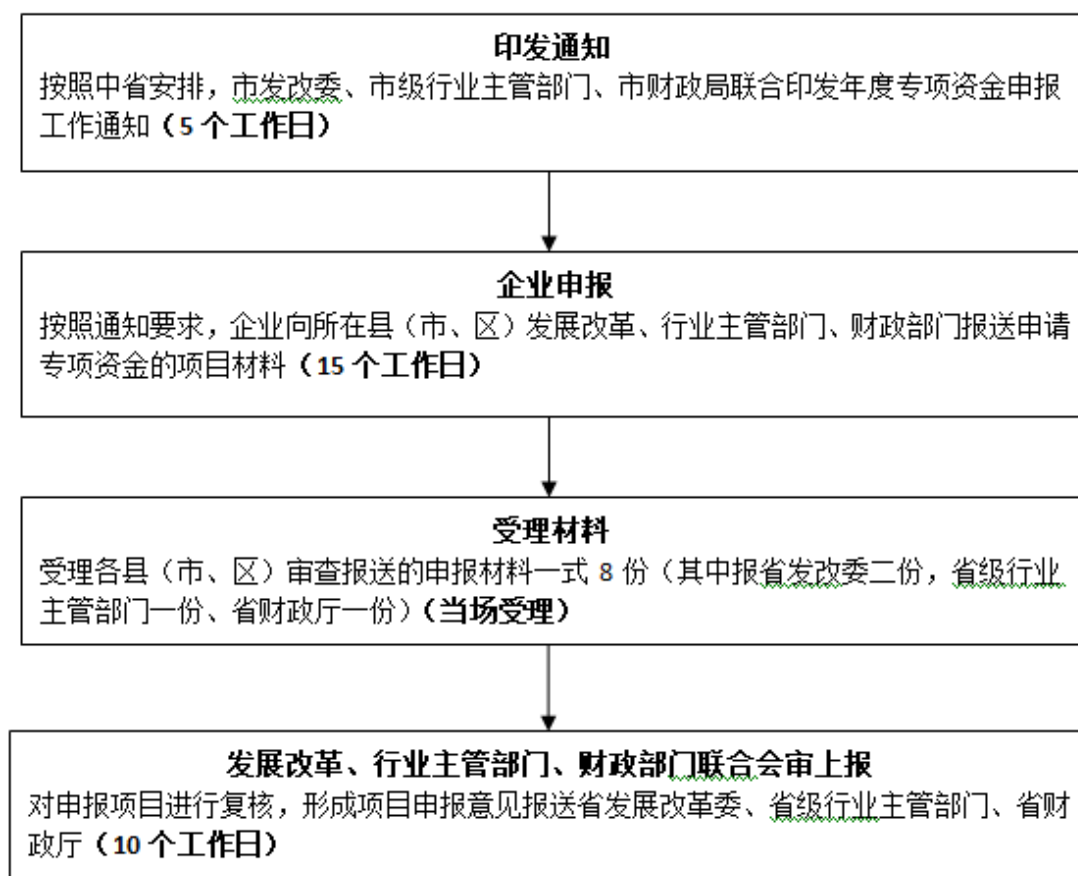 印发通知
按照中省安排，市发改委、市级行业主管部门、市财政局联合印发年度专项资金申报
工作通知（5 个工作日）
企业申报
按照通知要求，企业向所在县（市、区）发展改革、行业主管部门、财政部门报送申请
专项资金的项目材料（15 个工作日）
受理材料
受理各县（市、区）审查报送的申报材料一式 8 份（其中报省发改委二份，省级行业
主管部门一份、省财政厅一份）（当场受理）
发展改革、行业主管部门、财政部门联合会审上报
对申报项目进行复核，形成项目申报意见报送省发展改革委、省级行业主管部门、省财
政厅（10 个工作日）